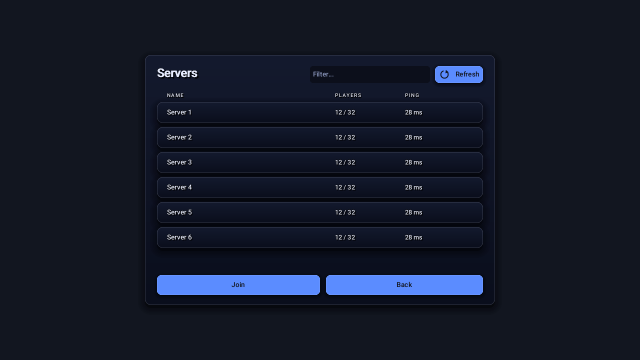 Servers Filter... Refresh
NAME PLAYERS PING
Server 1 12 / 32 28 ms
Server 2 12 / 32 28 ms
Server 3 12 / 32 28 ms
Server 4 12 / 32 28 ms
Server 5 12 / 32 28 ms
Server 6 12 / 32 28 ms
Join Back